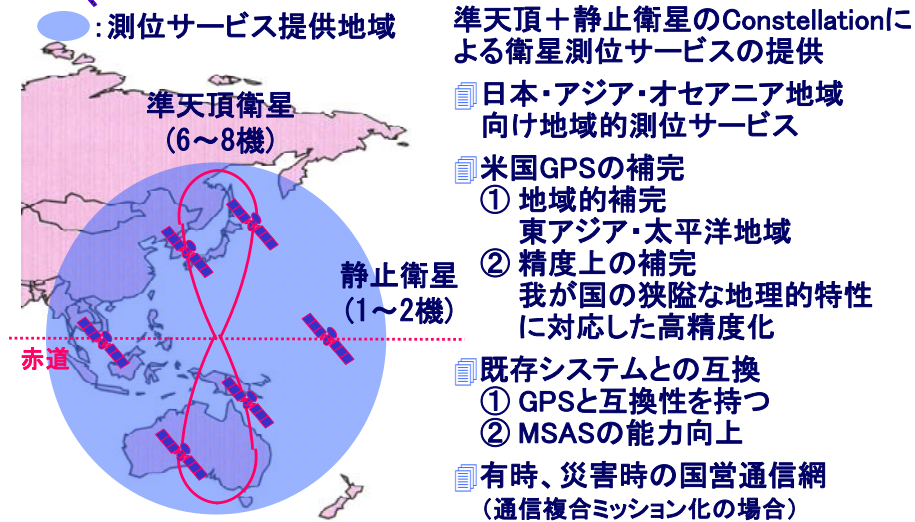 ：測位サービス提供地域
準天頂衛星
(6～8機)
静止衛星
(1～2機)
赤道
準天頂＋静止衛星のConstellationに
よる衛星測位サービスの提供
日本・アジア・オセアニア地域
向け地域的測位サービス
米国GPSの補完
① 地域的補完
東アジア・太平洋地域
② 精度上の補完
我が国の狭隘な地理的特性
に対応した高精度化
既存システムとの互換
① GPSと互換性を持つ
② MSASの能力向上
有時、災害時の国営通信網
（通信複合ミッション化の場合）